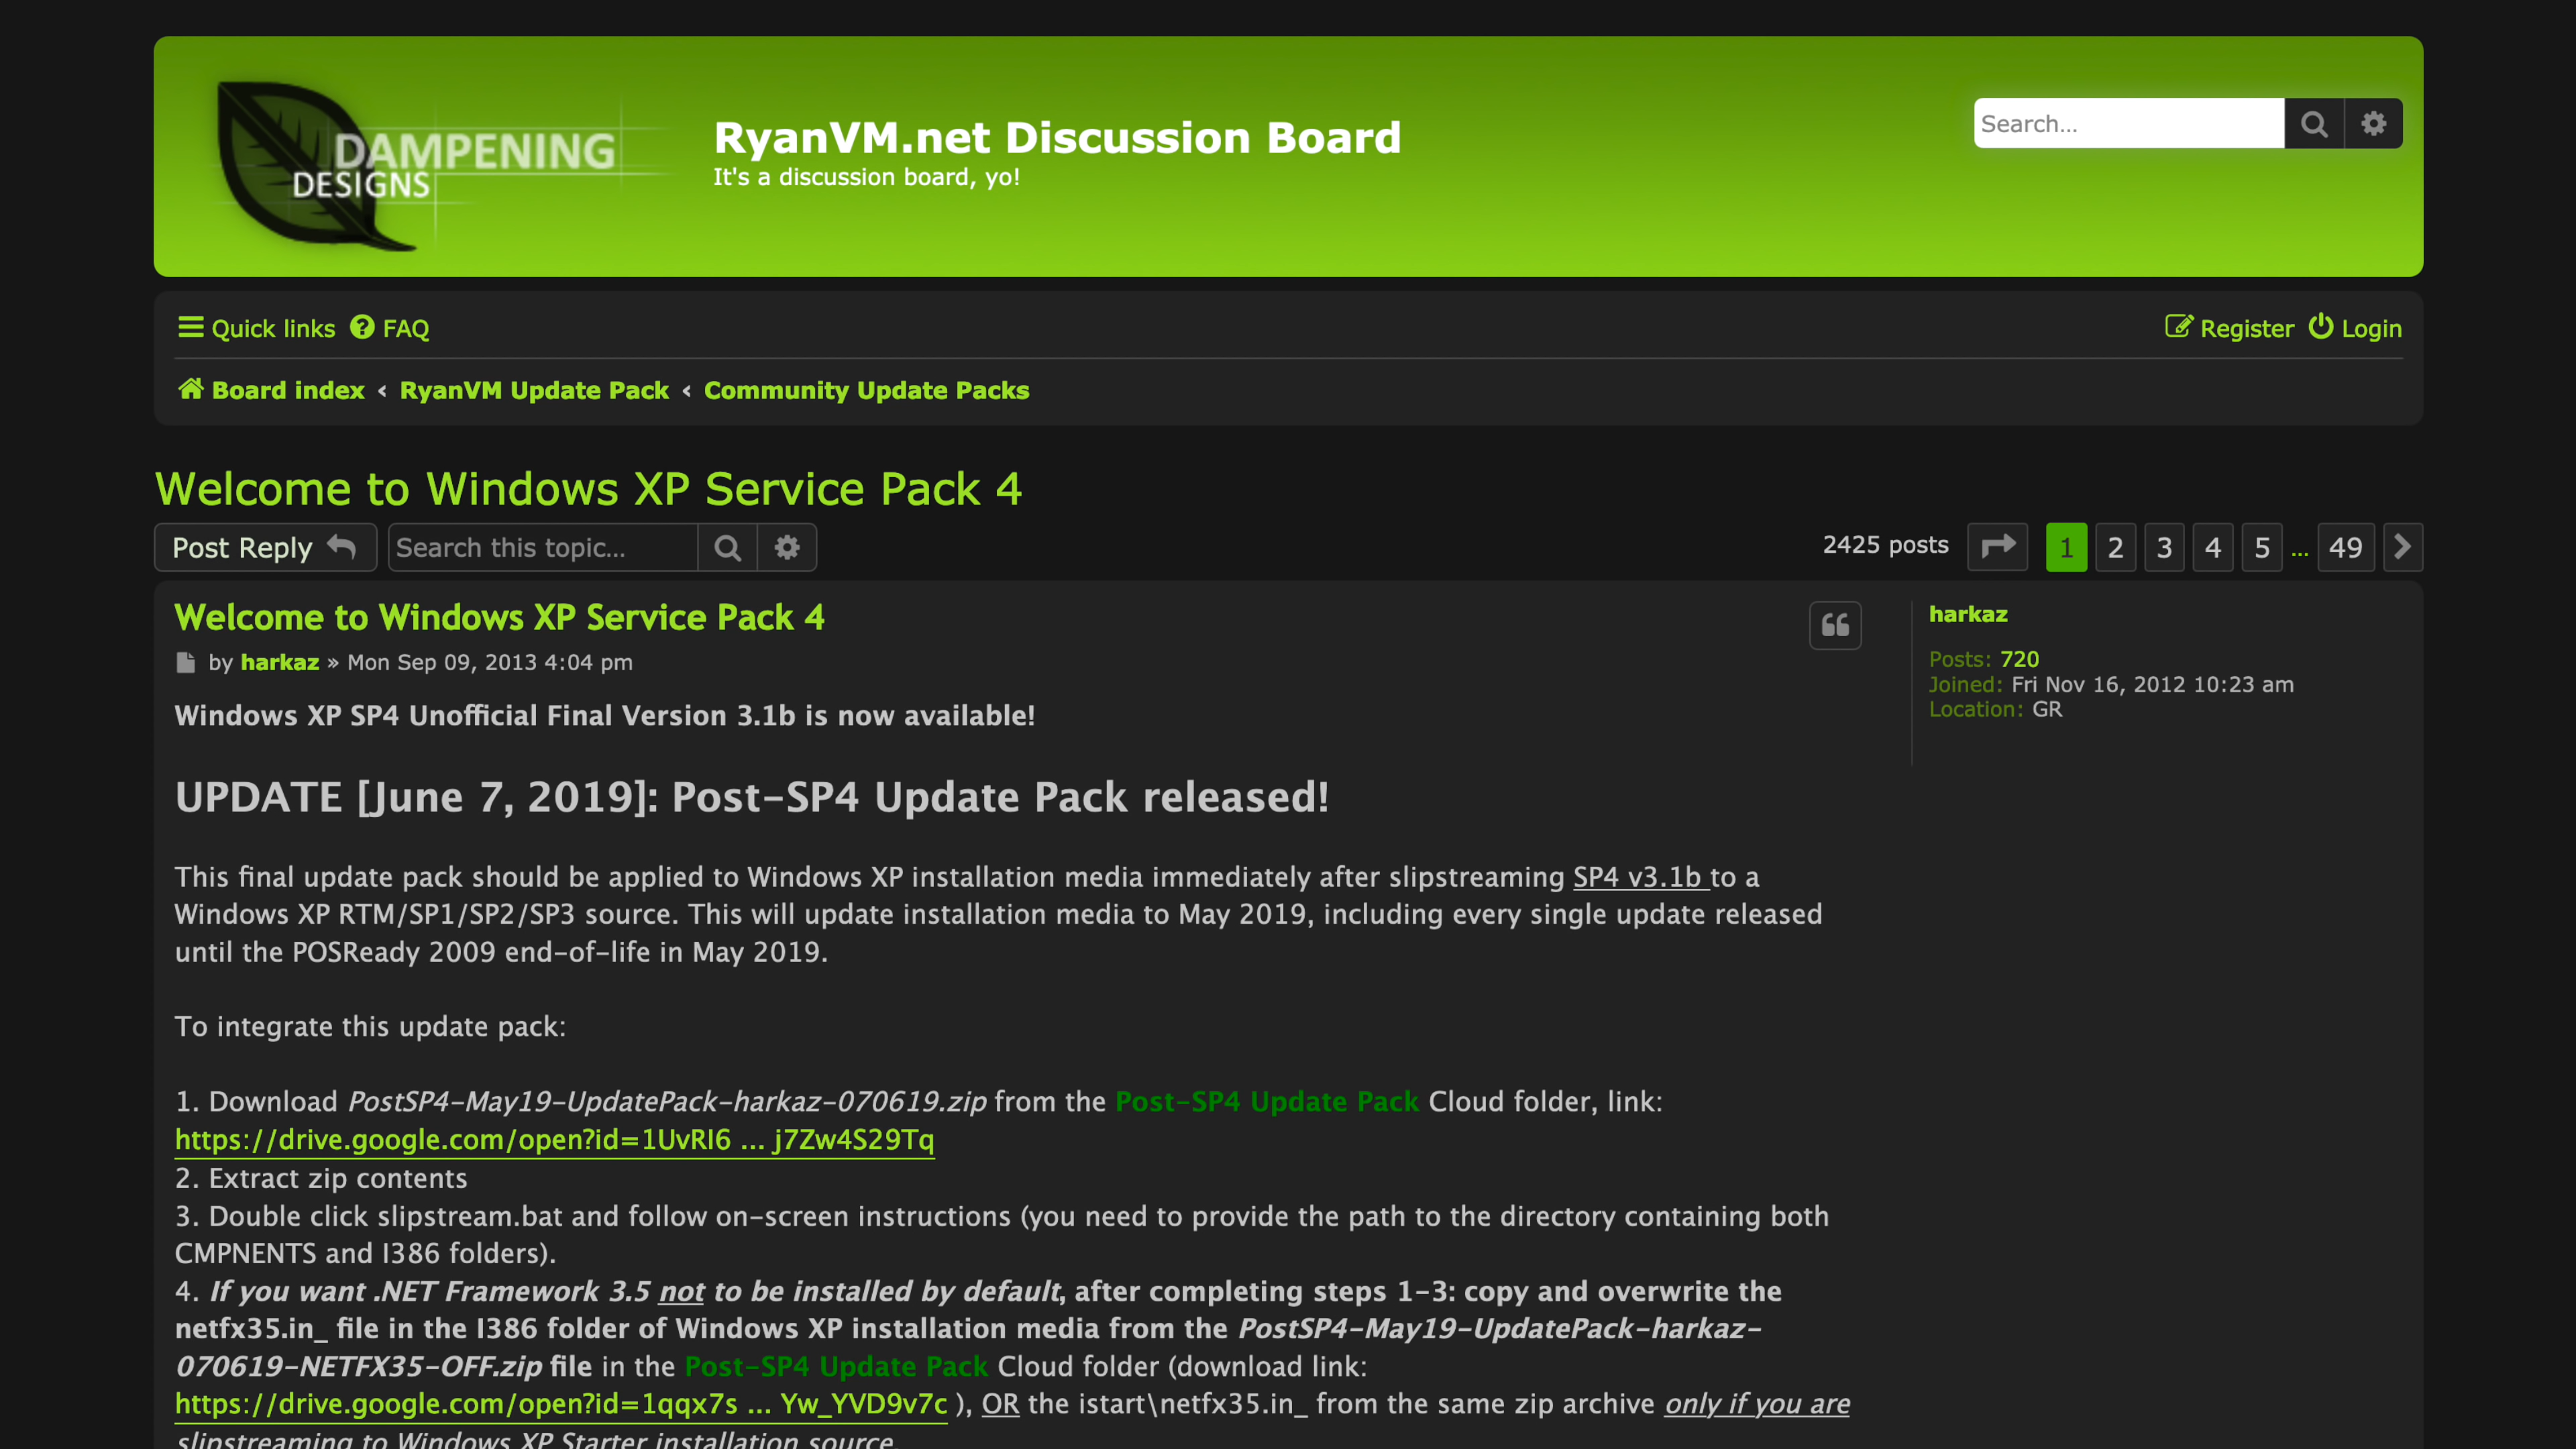 DAMPENING
DESIGNS
RyanVM.net Discussion Board
It's a discussion board, yo!
Search...
Quick links FAQ
Register Login
Board index ‹ RyanVM Update Pack ‹ Community Update Packs
Welcome to Windows XP Service Pack 4
Post Reply
Search this topic...
2425 posts 1 2 3 4 5 ... 49
Welcome to Windows XP Service Pack 4
by harkaz » Mon Sep 09, 2013 4:04 pm
harkaz
Posts: 720
Joined: Fri Nov 16, 2012 10:23 am
Location: GR
Windows XP SP4 Unofficial Final Version 3.1b is now available!
UPDATE [June 7, 2019]: Post-SP4 Update Pack released!
This final update pack should be applied to Windows XP installation media immediately after slipstreaming SP4 v3.1b to a
Windows XP RTM/SP1/SP2/SP3 source. This will update installation media to May 2019, including every single update released
until the POSReady 2009 end-of-life in May 2019.
To integrate this update pack:
1. Download PostSP4-May19-UpdatePack-harkaz-070619.zip from the Post-SP4 Update Pack Cloud folder, link:
https://drive.google.com/open?id=1UvRI6 ... j7Zw4S29Tq
2. Extract zip contents
3. Double click slipstream.bat and follow on-screen instructions (you need to provide the path to the directory containing both
CMPNENTS and I386 folders).
4. If you want .NET Framework 3.5 not to be installed by default, after completing steps 1-3: copy and overwrite the
netfx35.in_ file in the I386 folder of Windows XP installation media from the PostSP4-May19-UpdatePack-harkaz-
070619-NETFX35-OFF.zip file in the Post-SP4 Update Pack Cloud folder (download link:
https://drive.google.com/open?id=1qqx7s ... Yw_YVD9v7c ), OR the istart\netfx35.in_ from the same zip archive only if you are
slipstreaming to Windows XP Starter installation source.